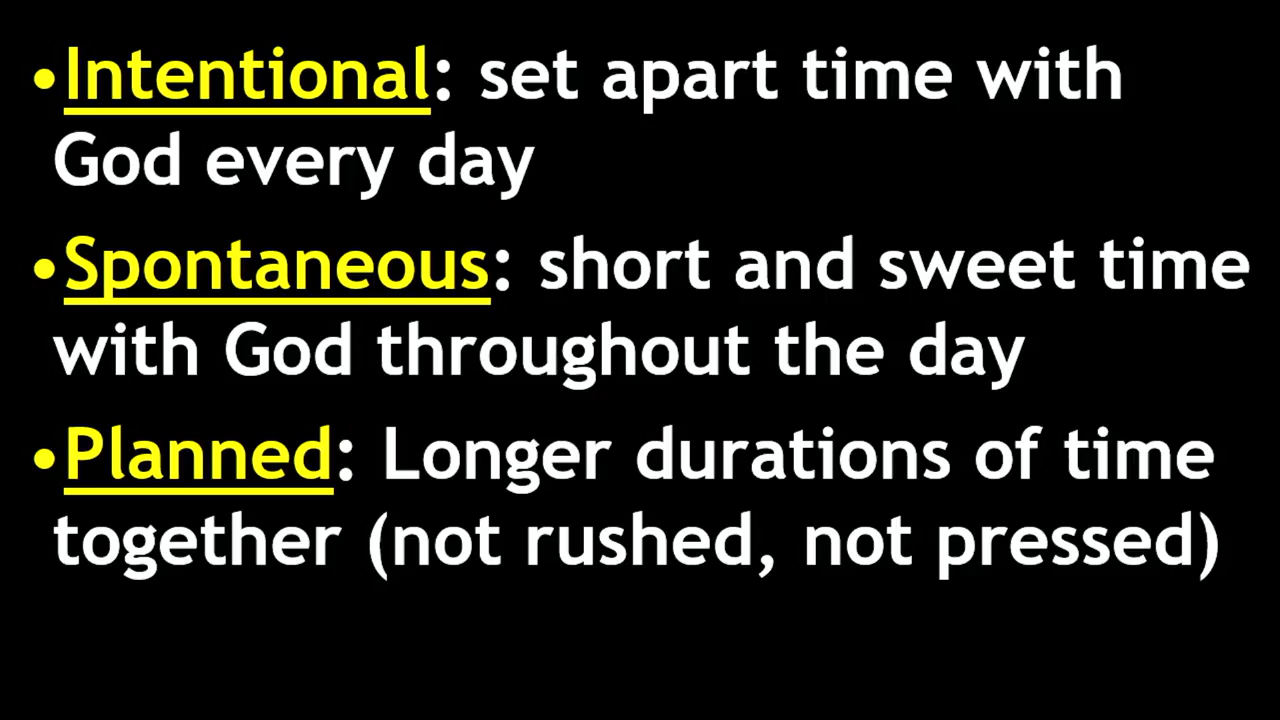 •Intentional: set apart time with
God every day
•Spontaneous: short and sweet time
with God throughout the day
•Planned: Longer durations of time
together (not rushed, not pressed)